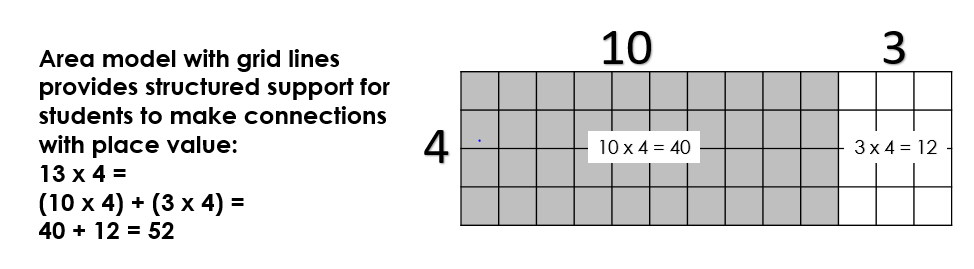 Area model with grid lines
provides structured support for
students to make connections
with place value:
13 x 4 =
(10 x 4) + (3 x 4) =
40 + 12 = 52
10
3
4
10 x 4 = 40
3 x 4 = 12